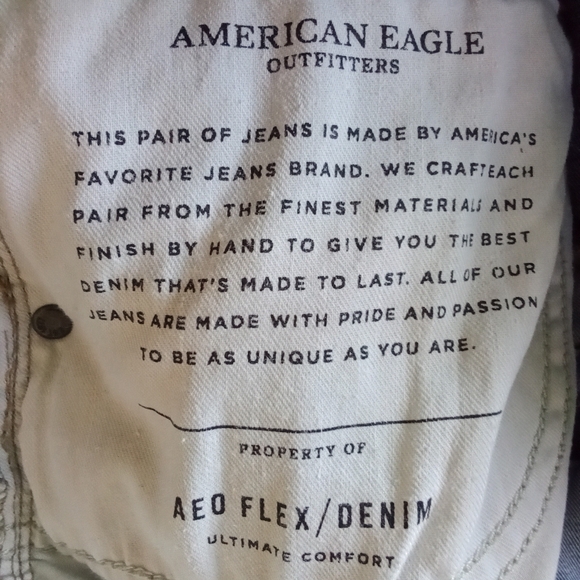 AMERICAN EAGLE
OUTFITTERS
THIS PAIR OF JEANS IS MADE BY AMERICA'S
FAVORITE JEANS BRAND. WE CRAFT EACH
PAIR FROM THE FINEST MATERIALS AND
FINISH BY HAND TO GIVE YOU THE BEST
DENIM THAT'S MADE TO LAST. ALL OF OUR
JEANS ARE MADE WITH PRIDE AND PASSION
TO BE AS UNIQUE AS YOU ARE.
PROPERTY OF
AEO FLEX/DENIM
ULTIMATE COMFORT